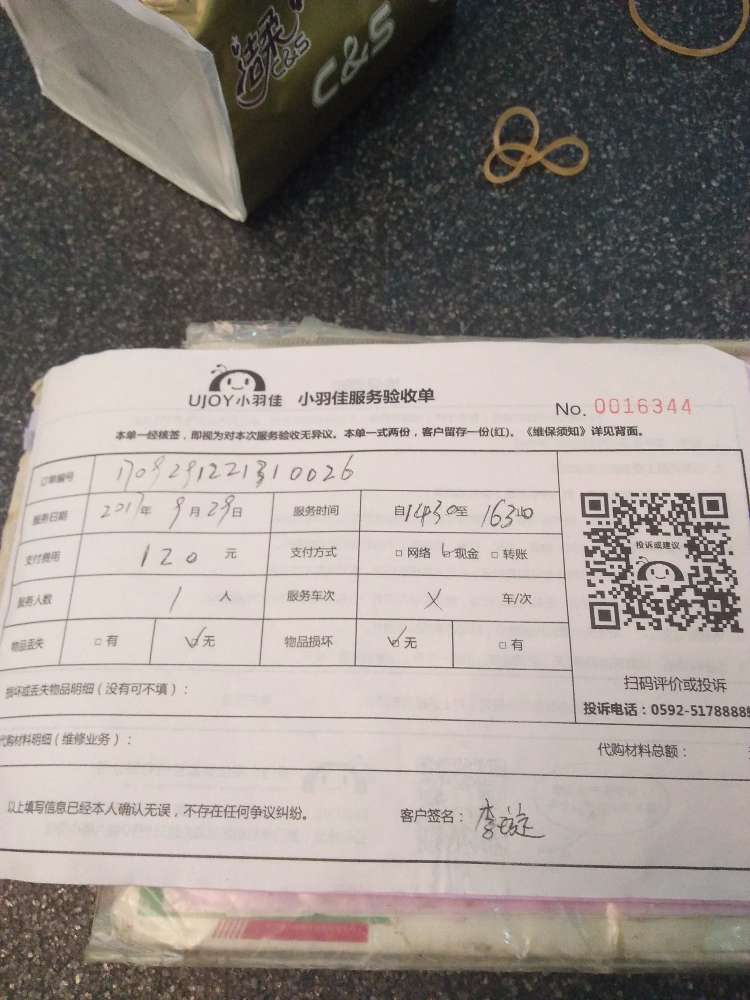 洁柔
C&S
C&S
UJOY小羽佳 小羽佳服务验收单
No. 0016344
本单一经核签，即视为对本次服务验收无异议。本单一式两份，客户留存一份(红)。《维保须知》详见背面。
订单编号 170929122131 0026
服务日期 2017年 9月29日 服务时间 自1430至 1630止
支付费用 120 元 支付方式 □ 网络 ☑现金 □ 转账
服务人数 1 人 服务车次 X 车/次
物品丢失 □ 有 ☑无 物品损坏 ☑无 □ 有
投诉或建议
扫码评价或投诉
投诉电话：0592-5178888
损坏或丢失物品明细（没有可不填）：
代购材料明细（维修业务）： 代购材料总额：
以上填写信息已经本人确认无误，不存在任何争议纠纷。 客户签名：李